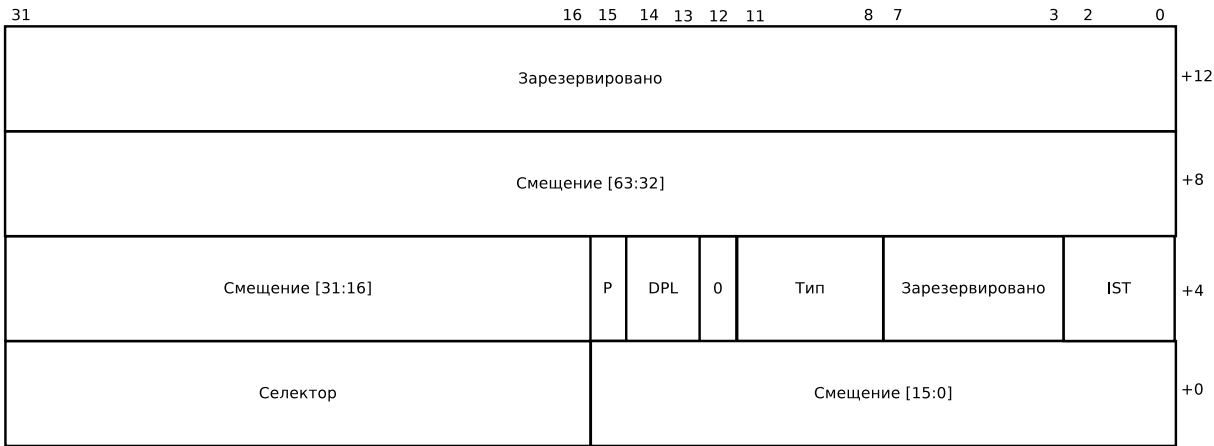 31 16 15 14 13 12 11 8 7 3 2 0
Зарезервировано +12
Смещение [63:32] +8
Смещение [31:16] P DPL 0 Тип Зарезервировано IST +4
Селектор Смещение [15:0] +0